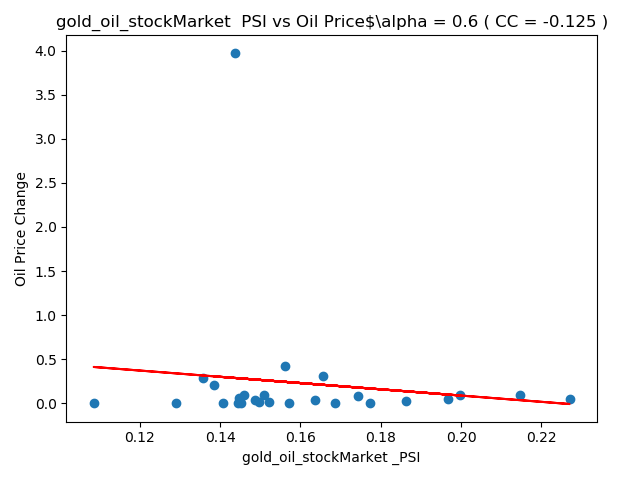 gold_oil_stockMarket  PSI vs Oil Price$\alpha = 0.6 ( CC = -0.125 )
4.0
3.5
3.0
2.5
2.0
1.5
1.0
0.5
0.0
Oil Price Change
0.12 0.14 0.16 0.18 0.20 0.22
gold_oil_stockMarket _PSI